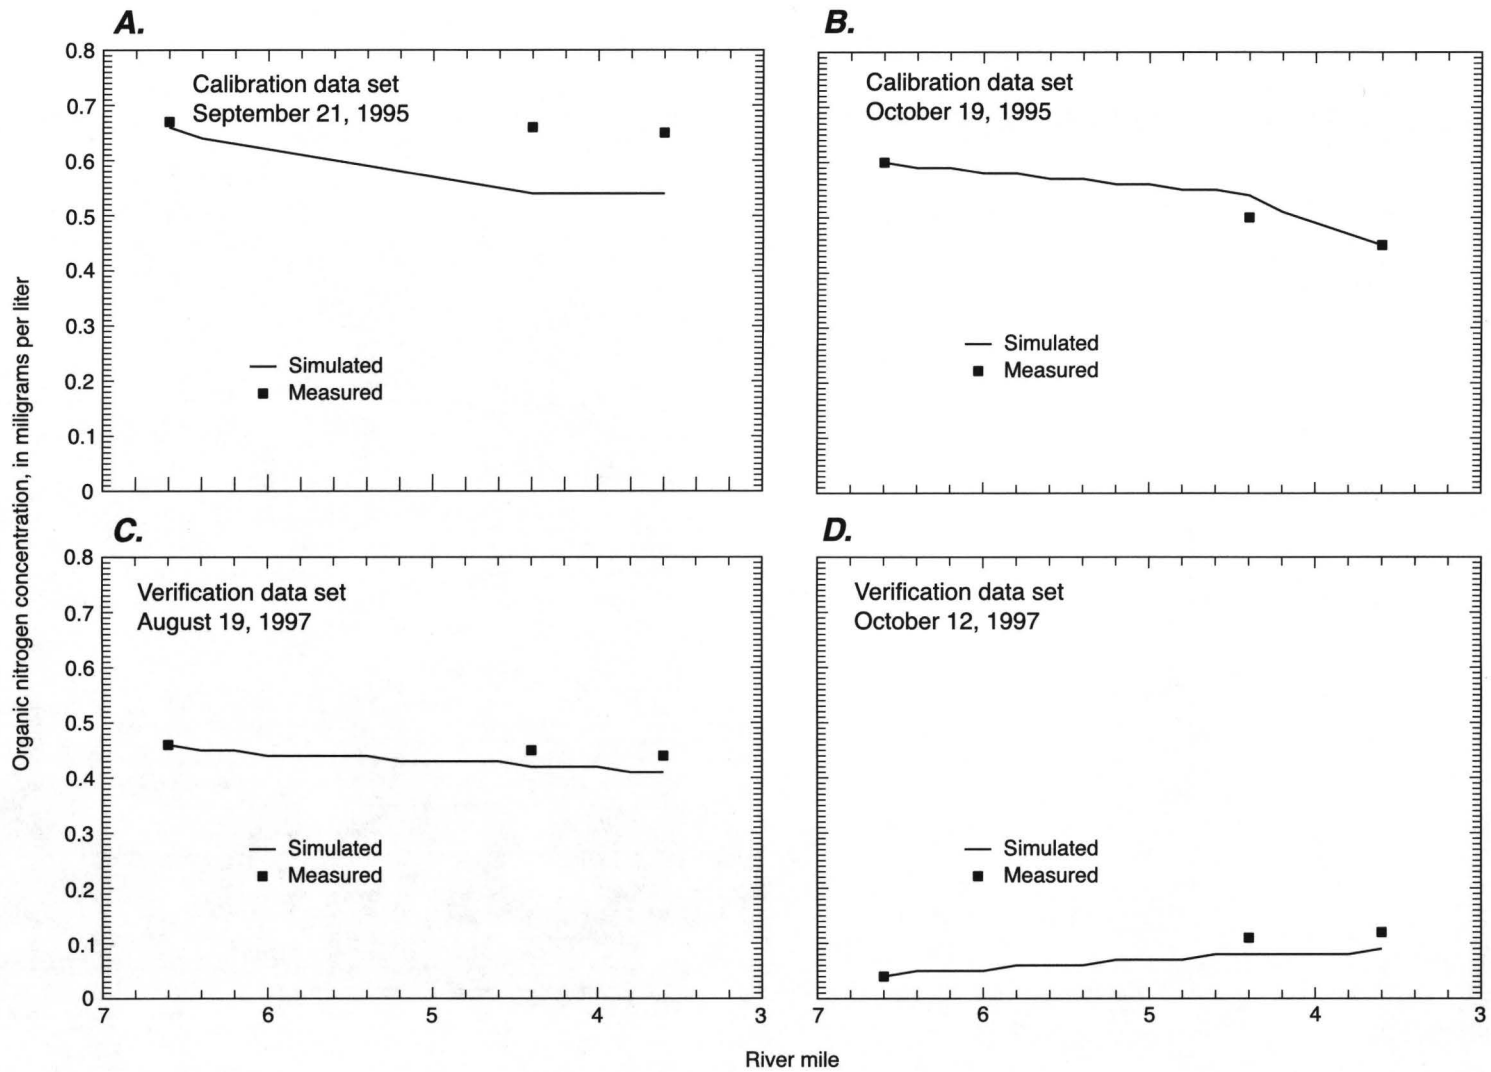 A.
B.
0.8
Calibration data set
September 21, 1995
Calibration data set
October 19, 1995
0.7
0.6
0.5
0.4
0.3
0.2
0.1
0
Simulated
Measured
Simulated
Measured
Organic nitrogen concentration, in miligrams per liter
C.
D.
0.8
Verification data set
August 19, 1997
Verification data set
October 12, 1997
0.7
0.6
0.5
0.4
0.3
0.2
0.1
0
Simulated
Measured
Simulated
Measured
7 6 5 4 3
7 6 5 4 3
River mile